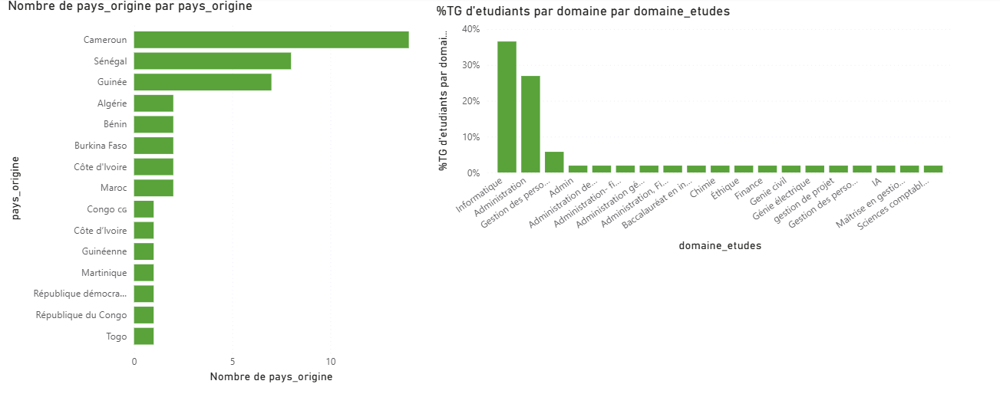 Nombre de pays_origine par pays_origine
pays_origine
Cameroun
Sénégal
Guinée
Algérie
Bénin
Burkina Faso
Côte d'Ivoire
Maroc
Congo cg
Côte d’Ivoire
Guinéenne
Martinique
République démocra...
République du Congo
Togo
0 5 10
Nombre de pays_origine
%TG d'etudiants par domaine par domaine_etudes
%TG d'etudiants par domai...
40%
30%
20%
10%
0%
Informatique
Administration
Gestion des perso...
Admin
Administration de...
Administration- fi...
Administration gé...
Administration, Fi...
Baccalauréat en in...
Chimie
Éthique
Finance
Genie civil
Génie électrique
gestion de projet
Gestion des perso...
IA
Maîtrise en gestio...
Sciences comptabl...
domaine_etudes